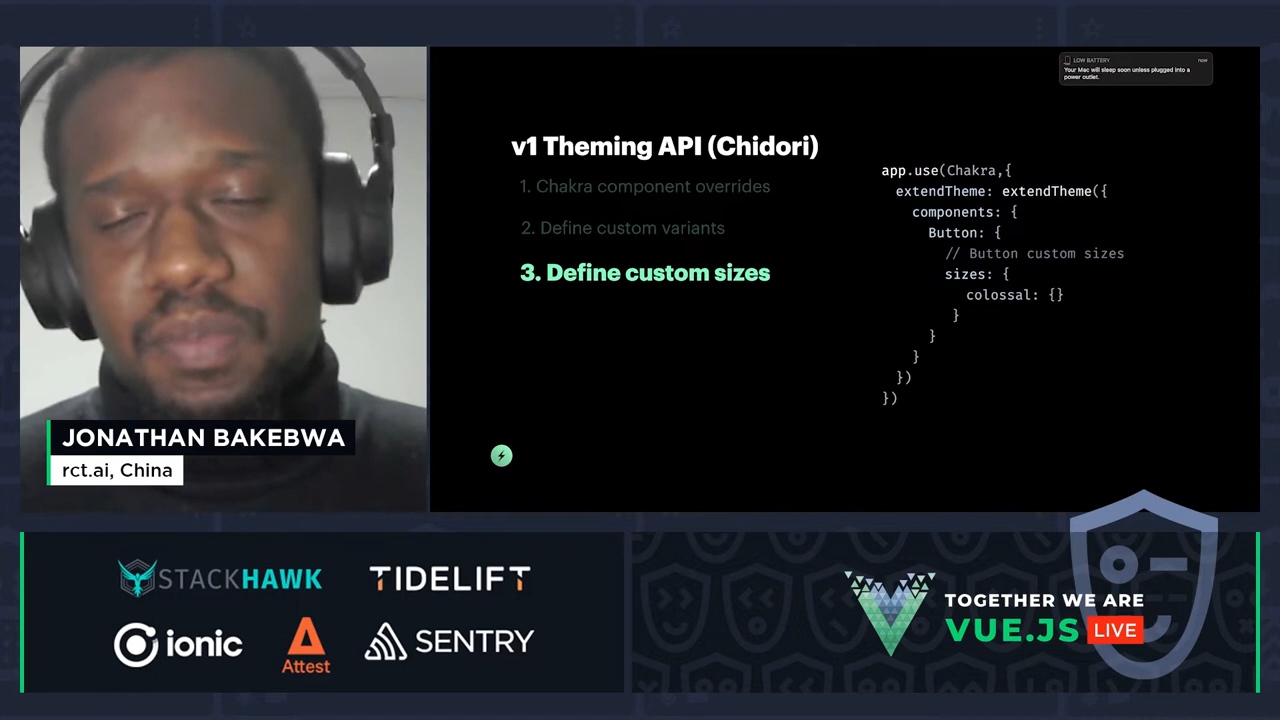 LOW BATTERY
now
Your Mac will sleep soon unless plugged into a
power outlet.
v1 Theming API (Chidori)
1. Chakra component overrides
2. Define custom variants
3. Define custom sizes
app.use(Chakra,{
extendTheme: extendTheme({
components: {
Button: {
// Button custom sizes
sizes: {
colossal: {}
}
}
}
})
})
JONATHAN BAKEBWA
rct.ai, China
STACKHAWK
TIDELIFT
ionic
Attest
SENTRY
TOGETHER WE ARE
VUE.JS LIVE